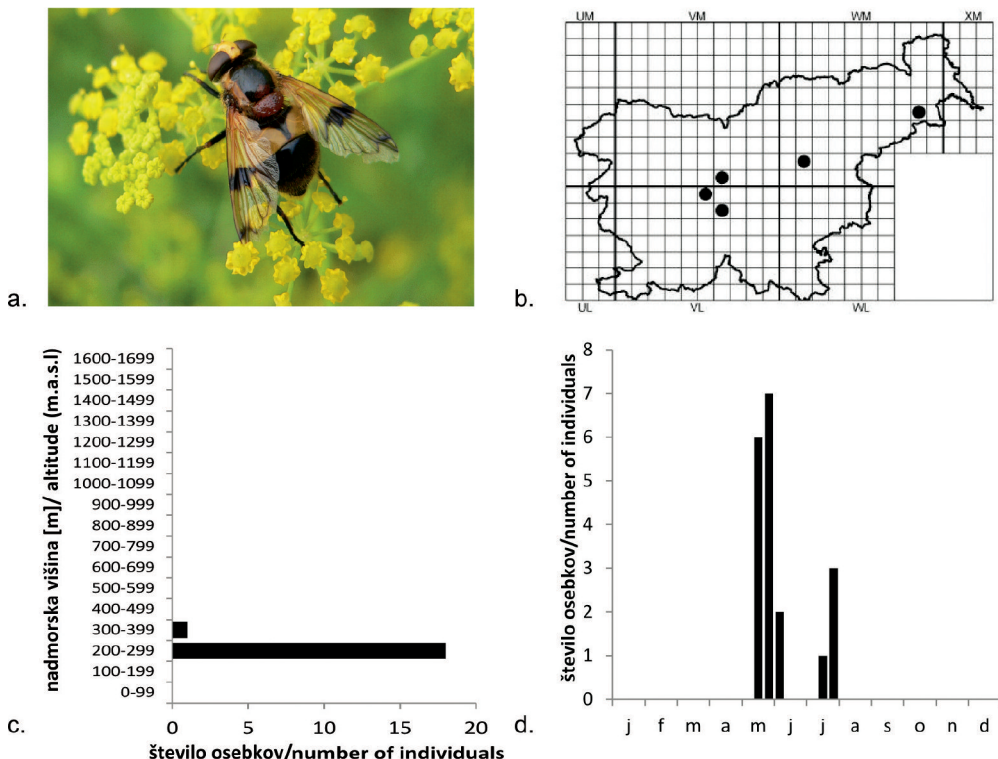 a.
UM VM WM XM
UL VL WL
b.
nadmorska višina [m]/ altitude (m.a.s.l)
1600-1699
1500-1599
1400-1499
1300-1399
1200-1299
1100-1199
1000-1099
900-999
800-899
700-799
600-699
500-599
400-499
300-399
200-299
100-199
0-99
0 5 10 15 20
število osebkov/number of individuals
c.
število osebkov/number of individuals
8
7
6
5
4
3
2
1
0
j f m a m j j a s o n d
d.